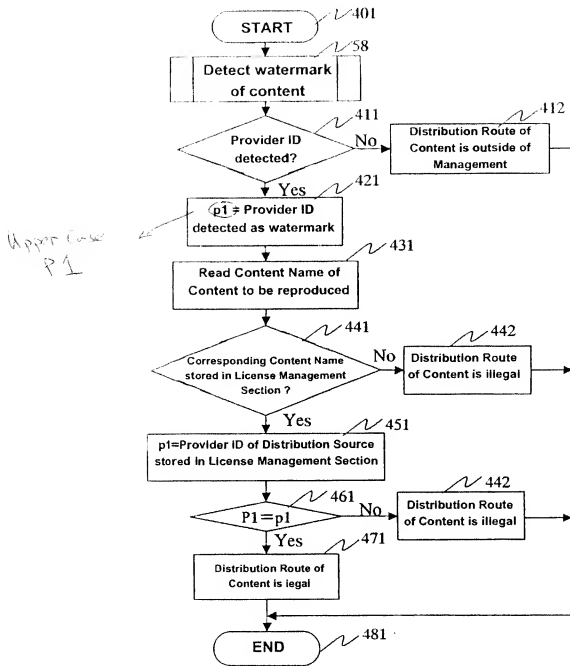 START
401
58
Detect watermark
of content
411
Provider ID
detected?
No
412
Distribution Route of
Content is outside of
Management
Yes
421
p1 = Provider ID
detected as watermark
Upper Case
P1
431
Read Content Name of
Content to be reproduced
441
Corresponding Content Name
stored in License Management
Section ?
No
442
Distribution Route
of Content is illegal
Yes
451
p1=Provider ID of Distribution Source
stored in License Management Section
461
P1=p1
No
442
Distribution Route
of Content is illegal
Yes
471
Distribution Route of
Content is legal
END
481